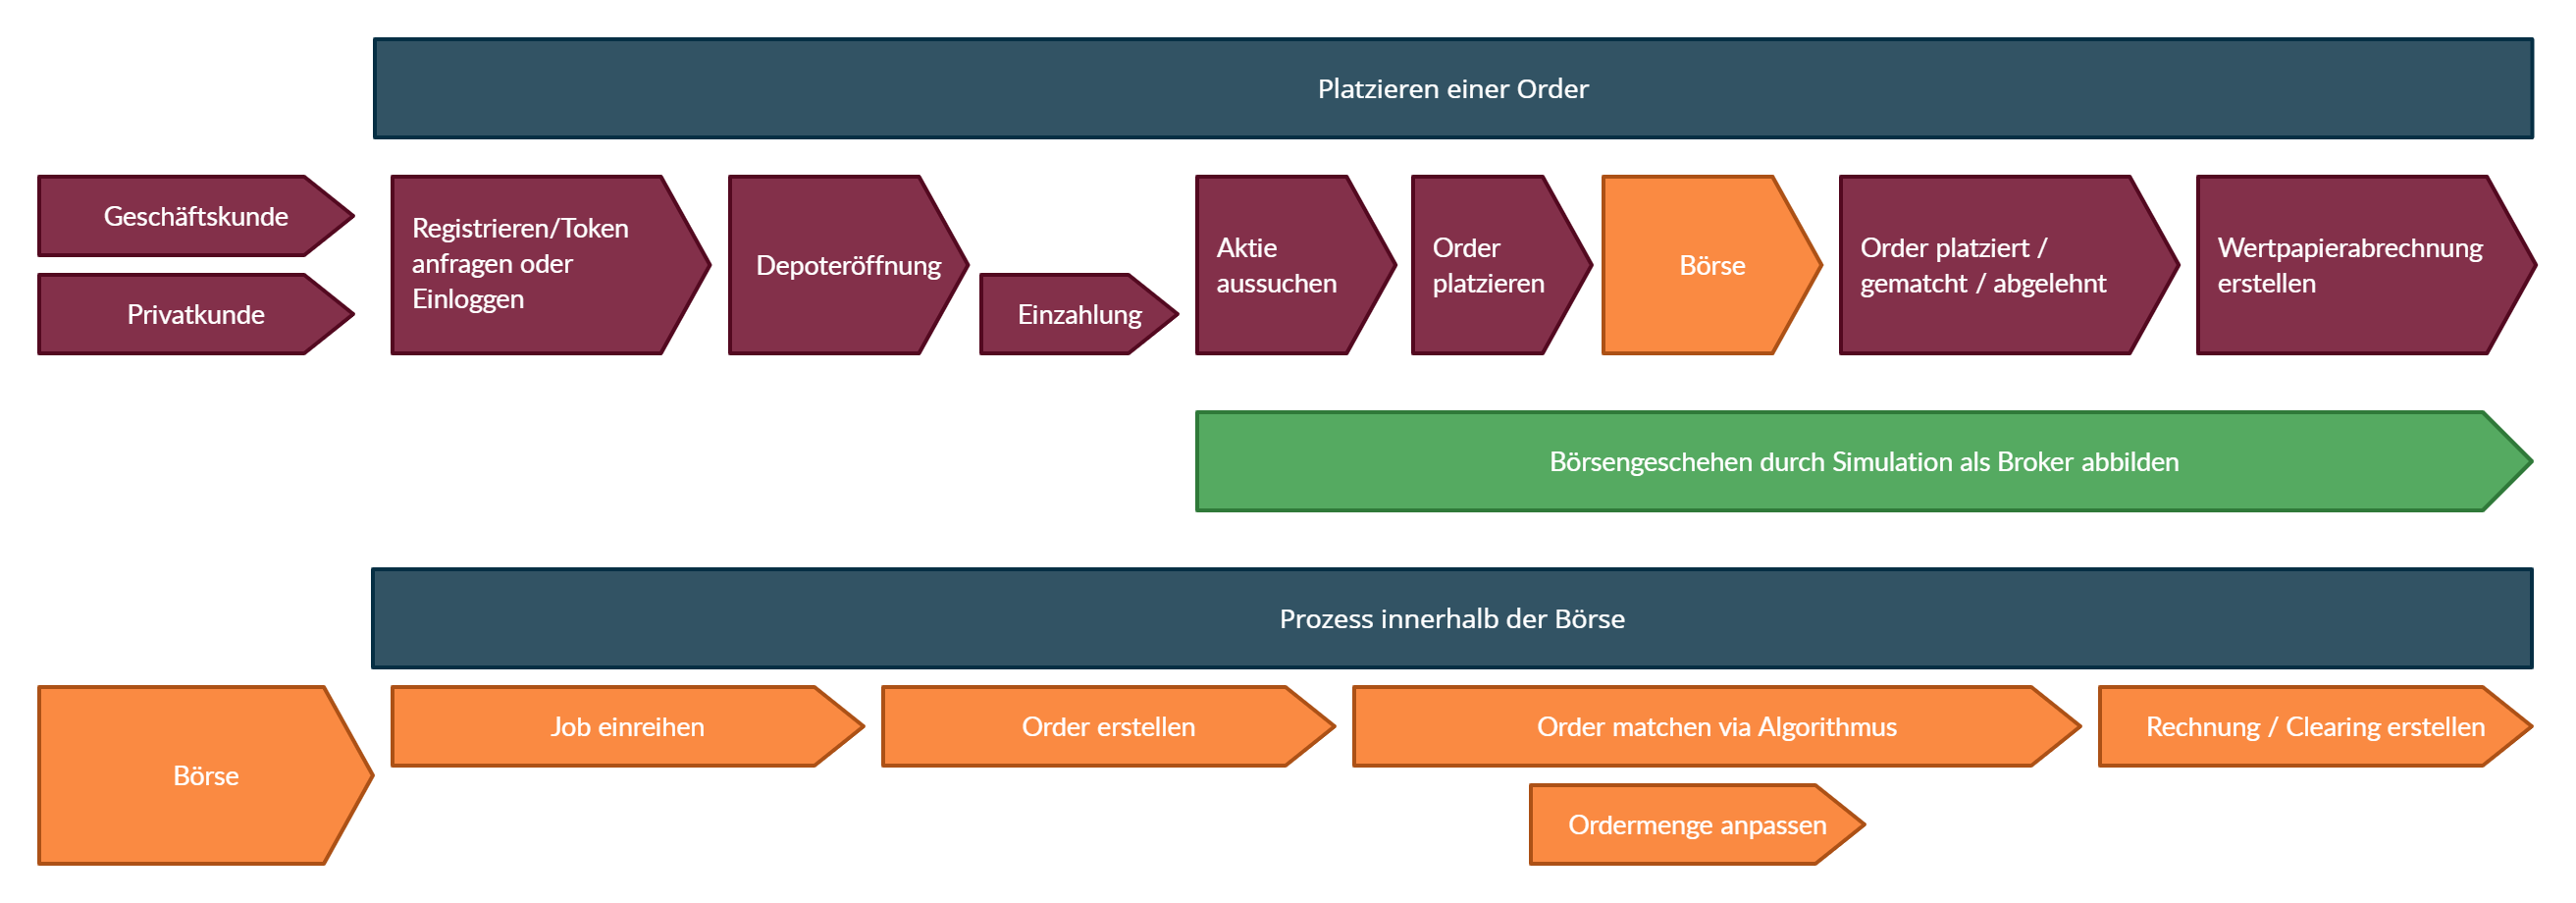 Platzieren einer Order
Geschäftskunde
Privatkunde
Registrieren/Token
anfragen oder
Einloggen
Depoteröffnung
Einzahlung
Aktie
aussuchen
Order
platzieren
Börse
Order platziert /
gematcht / abgelehnt
Wertpapierabrechnung
erstellen
Börsengeschehen durch Simulation als Broker abbilden
Prozess innerhalb der Börse
Börse
Job einreihen
Order erstellen
Order matchen via Algorithmus
Rechnung / Clearing erstellen
Ordermenge anpassen